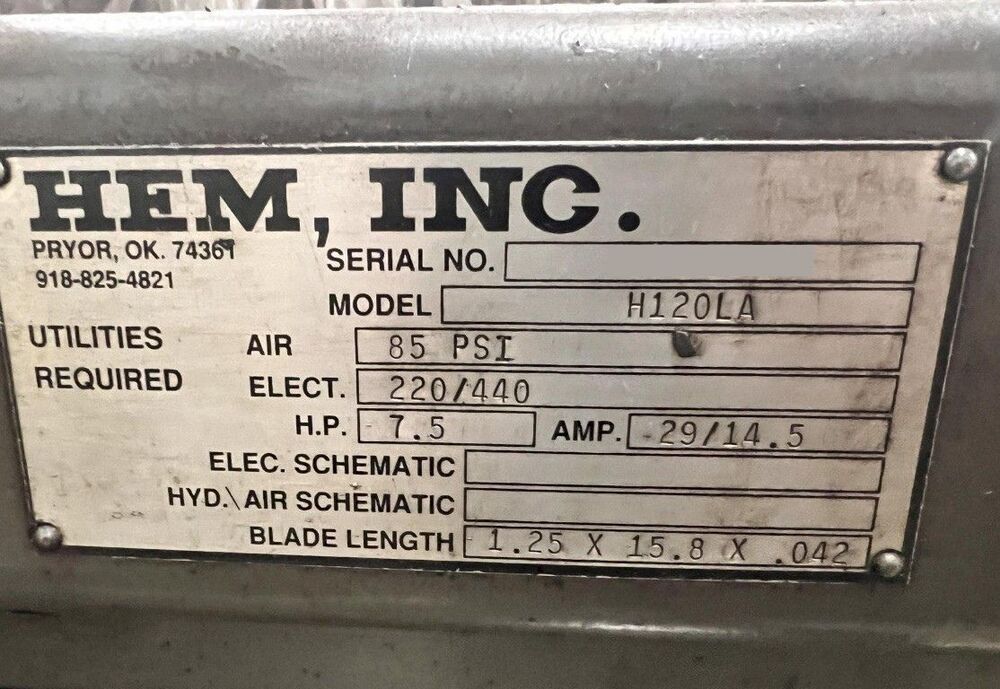 HEM, INC.
PRYOR, OK. 74361
918-825-4821
SERIAL NO.
MODEL H120LA
UTILITIES REQUIRED
AIR 85 PSI
ELECT. 220/440
H.P. 7.5 AMP. 29/14.5
ELEC. SCHEMATIC
HYD.\AIR SCHEMATIC
BLADE LENGTH 1.25 X 15.8 X .042